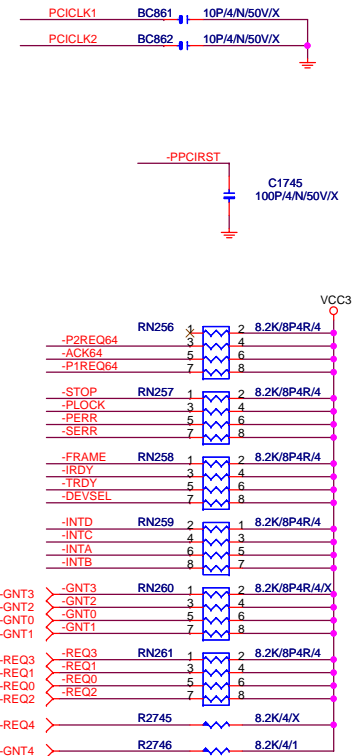 PCICLK1 BC861 10P/4/N/50V/X
PCICLK2 BC862 10P/4/N/50V/X
-PPCIRST
C1745
100P/4/N/50V/X
VCC3
RN256 1 2 8.2K/8P4R/4
-P2REQ64 3 4
-ACK64 5 6
-P1REQ64 7 8
-STOP RN257 1 2 8.2K/8P4R/4
-PLOCK 3 4
-PERR 5 6
-SERR 7 8
-FRAME RN258 1 2 8.2K/8P4R/4
-IRDY 3 4
-TRDY 5 6
-DEVSEL 7 8
-INTD RN259 2 1 8.2K/8P4R/4
-INTC 4 3
-INTA 6 5
-INTB 8 7
-GNT3 -GNT3 RN260 1 2 8.2K/8P4R/4/X
-GNT2 -GNT2 3 4
-GNT0 -GNT0 5 6
-GNT1 -GNT1 7 8
-REQ3 -REQ3 RN261 1 2 8.2K/8P4R/4
-REQ1 -REQ1 3 4
-REQ0 -REQ0 5 6
-REQ2 -REQ2 7 8
-REQ4 R2745 8.2K/4/X
-GNT4 R2746 8.2K/4/1